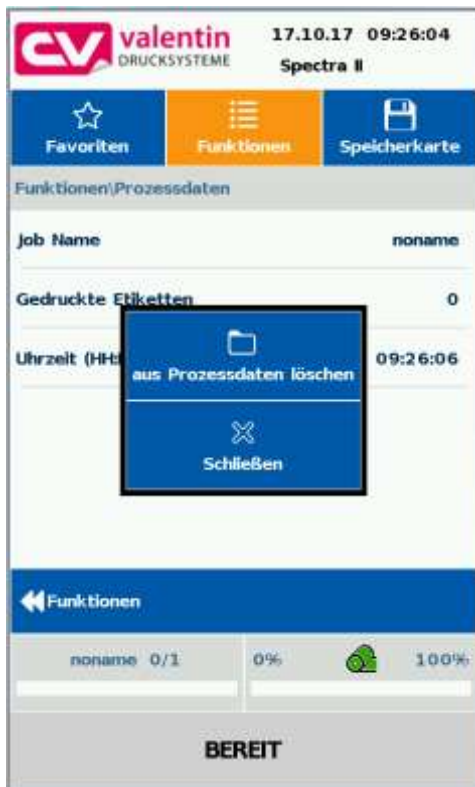 CV valentin
DRUCKSYSTEME
17.10.17 09:26:04
Spectra II
Favoriten
Funktionen
Speicherkarte
Funktionen\Prozessdaten
Job Name noname
Gedruckte Etiketten 0
Uhrzeit (HH: 09:26:06
aus Prozessdaten löschen
Schließen
Funktionen
noname 0/1 0% 100%
BEREIT